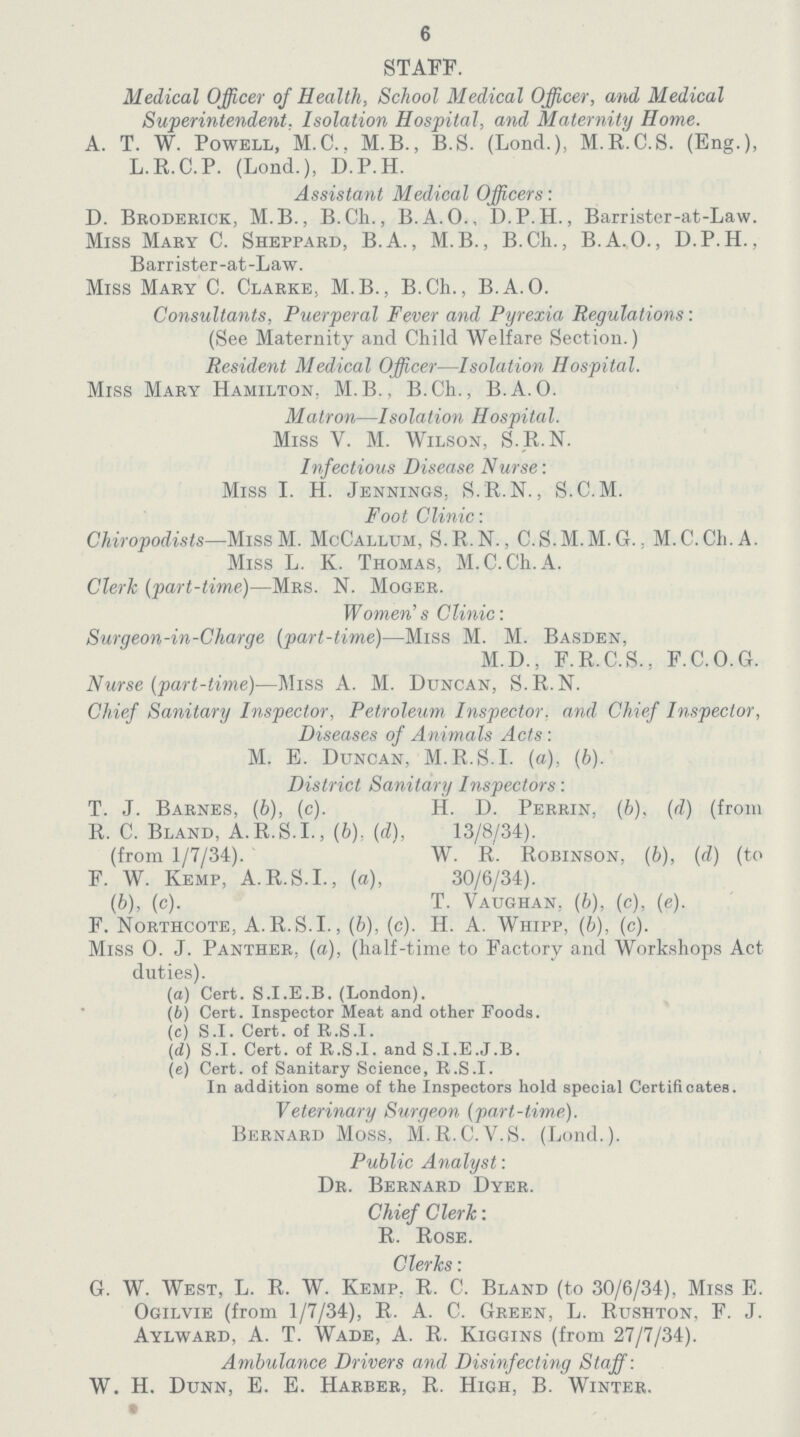 6
STAFF.
Medical Officer of Health, School Medical Officer, and Medical
Superintendent, Isolation Hospital, and Maternity Home.
A. T. W. POWELL, M.C., M.B., B.S. (Lond.), M.R.C.S. (Eng.),
L.R.C.P. (Lond.), D.P.H.
Assistant Medical Officers:
D. BRODERICK, M.B., B.Ch., B.A.O., D.P.H., Barrister-at-Law.
MISS MARY C. SHEPPARD, B.A., M.B., B.Ch., B.A.O., D.P.H.,
Barrister-at-Law.
MISS MARY C. CLARKE, M.B., B.Ch., B.A.O.
Consultants, Puerperal Fever and Pyrexia Regulations:
(See Maternity and Child Welfare Section.)
Resident Medical Officer—Isolation Hospital.
MISS MARY HAMILTON, M.B., B.Ch., B.A.O.
Matron—Isolation Hospital.
MISS V. M. WILSON, S.R.N.
Infectious Disease Nurse:
MISS I. H. JENNINGS, S.R.N., S.C.M.
Foot Clinic:
Chiropodists—MISS M. MCCALLUM, S.R.N., C.S.M.M.G., M.C.Ch.A.
MISS L. K. THOMAS, M.C.Ch.A.
Clerk (part-time)—MRS. N. MOGER.
Women's Clinic:
Surgeon-in-Charge (part-time)—MISS M. M. BASDEN,
M.D., F.R.C.S., F.C.O.G.
Nurse (part-time)—MISS A. M. DUNCAN, S.R.N.
Chief Sanitary Inspector, Petroleum Inspector, and Chief Inspector,
Diseases of Animals Acts:
M. E. DUNCAN, M.R.S.I. (a), (b).
District Sanitary Inspectors:
T. J. BARNES, (b), (c).
R. C. BLAND, A.R.S.I., (b), (d),
(from 1/7/34).
F. W. KEMP, A.R.S.I., (a),
(b), (c).
F. NORTHCOTE, A.R.S.I., (b), (c).
H. D. PERRIN, (b), (d) (from
13/8/34).
W. R. ROBINSON, (b), (d) (to
30/6/34).
T. VAUGHAN, (b), (c), (e).
H. A. WHIPP, (b), (c).
MISS O. J. PANTHER, (a), (half-time to Factory and Workshops Act
duties).
(a) Cert. S.I.E.B. (London).
(b) Cert. Inspector Meat and other Foods.
(c) S.I. Cert. of R.S.I.
(d) S.I. Cert. of R.S.I. and S.I.E.J.B.
(e) Cert. of Sanitary Science, R.S.I.
In addition some of the Inspectors hold special Certificates.
Veterinary Surgeon (part-time).
BERNARD MOSS, M.R.C.V.S. (Lond.).
Public Analyst:
DR. BERNARD DYER.
Chief Clerk:
R. ROSE.
Clerks:
G. W. WEST, L. R. W. KEMP, R. C. BLAND (to 30/6/34), MISS E.
OGILVIE (from 1/7/34), R. A. C. GREEN, L. RUSHTON, F. J.
AYLWARD, A. T. WADE, A. R. KIGGINS (from 27/7/34).
Ambulance Drivers and Disinfecting Staff:
W. H. DUNN, E. E. HARBER, R. HIGH, B. WINTER.